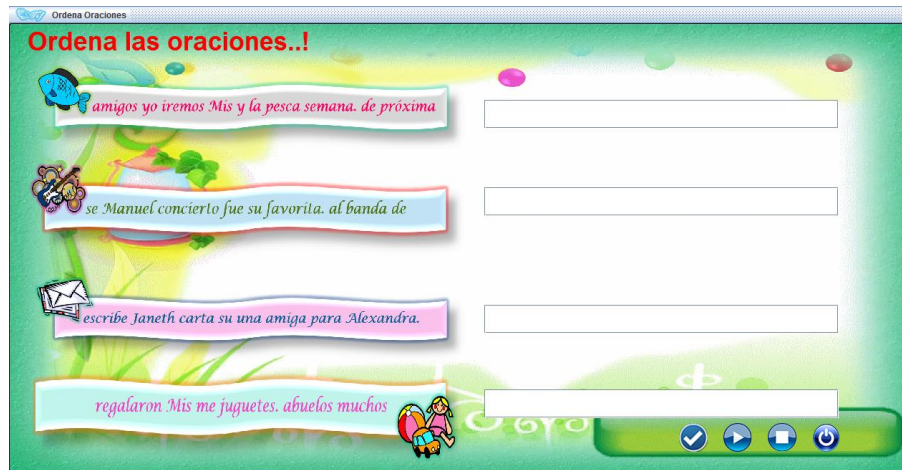 Ordena Oraciones
Ordena las oraciones..!
amigos yo iremos Mis y la pesca semana. de próxima
se Manuel concierto fue su favorita. al banda de
escribe Janeth carta su una amiga para Alexandra.
regalaron Mis me juguetes. abuelos muchos